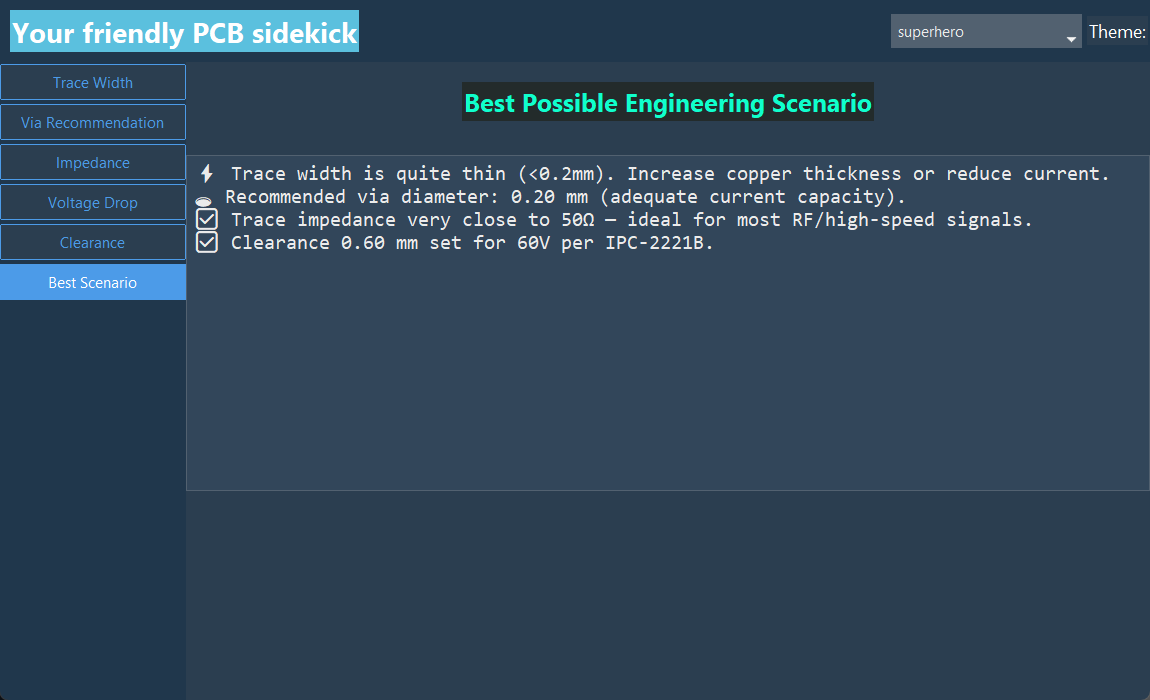 Your friendly PCB sidekick
superhero
Theme:
Trace Width
Via Recommendation
Impedance
Voltage Drop
Clearance
Best Scenario
Best Possible Engineering Scenario
Trace width is quite thin (<0.2mm). Increase copper thickness or reduce current.
Recommended via diameter: 0.20 mm (adequate current capacity).
Trace impedance very close to 50Ω — ideal for most RF/high-speed signals.
Clearance 0.60 mm set for 60V per IPC-2221B.